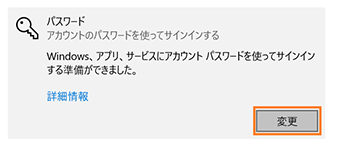 パスワード
アカウントのパスワードを使ってサインインする
Windows、アプリ、サービスにアカウント パスワードを使ってサインイン
する準備ができました。
詳細情報
変更